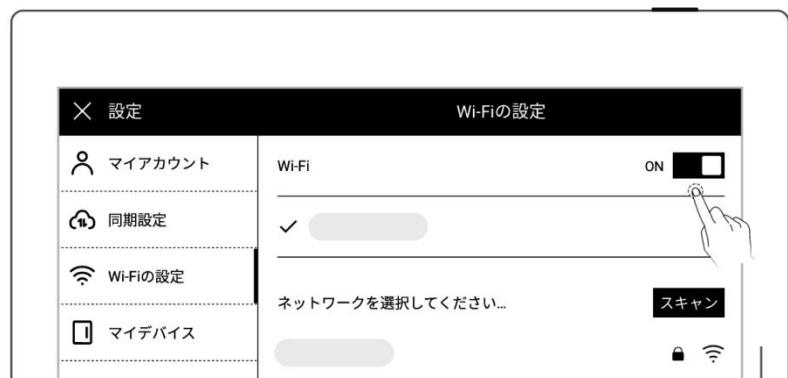 設定
Wi-Fiの設定
マイアカウント
同期設定
Wi-Fiの設定
マイデバイス
Wi-Fi
ON
ネットワークを選択してください...
スキャン